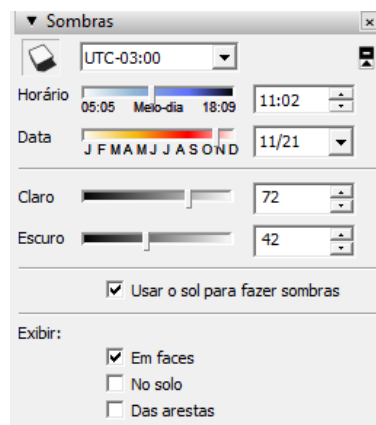 ▼ Sombras
UTC-03:00
Horário 05:05 Meio-dia 18:09 11:02
Data J F M A M J J A S O N D 11/21
Claro 72
Escuro 42
Usar o sol para fazer sombras
Exibir:
Em faces
No solo
Das arestas